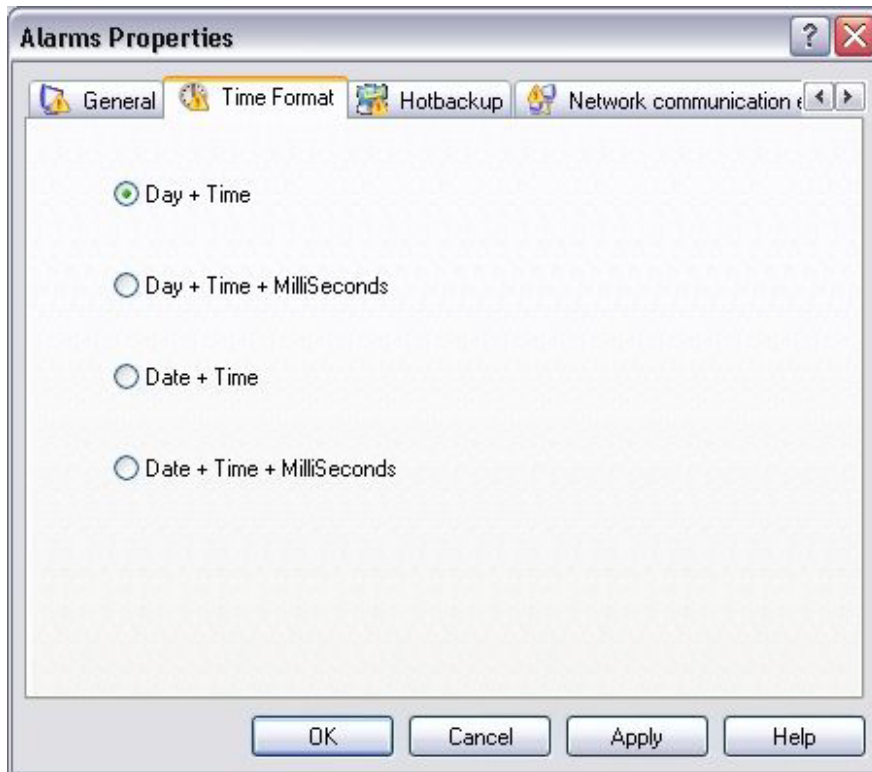 Alarms Properties
General Time Format Hotbackup Network communication
Day + Time
Day + Time + MilliSeconds
Date + Time
Date + Time + MilliSeconds
OK Cancel Apply Help